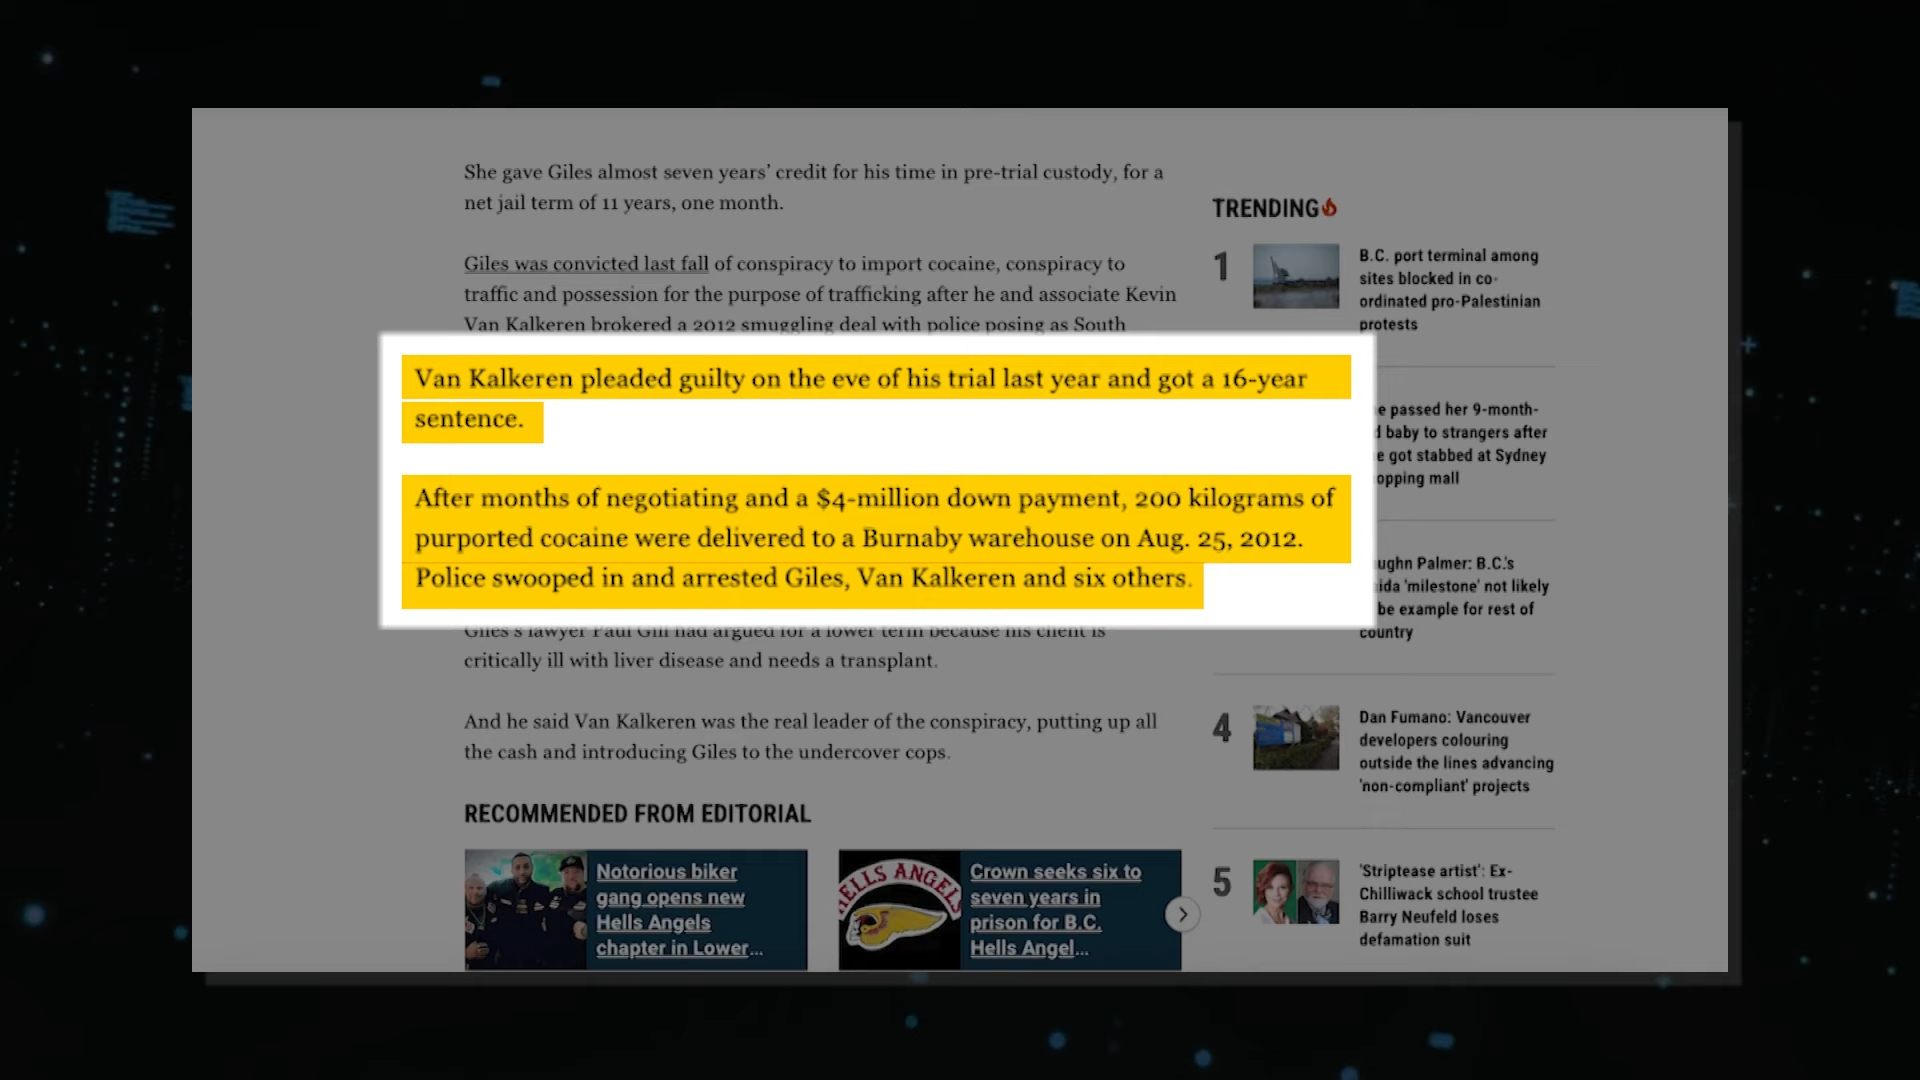 She gave Giles almost seven years' credit for his time in pre-trial custody, for a
net jail term of 11 years, one month.
Giles was convicted last fall of conspiracy to import cocaine, conspiracy to
traffic and possession for the purpose of trafficking after he and associate Kevin
Van Kalkeren brokered a 2012 smuggling deal with police posing as South
Van Kalkeren pleaded guilty on the eve of his trial last year and got a 16-year
sentence.
After months of negotiating and a $4-million down payment, 200 kilograms of
purported cocaine were delivered to a Burnaby warehouse on Aug. 25, 2012.
Police swooped in and arrested Giles, Van Kalkeren and six others.
Giles's lawyer Paul Gill had argued for a lower term because his client is
critically ill with liver disease and needs a transplant.
And he said Van Kalkeren was the real leader of the conspiracy, putting up all
the cash and introducing Giles to the undercover cops.
RECOMMENDED FROM EDITORIAL
Notorious biker
gang opens new
Hells Angels
chapter in Lower...
HELLS ANGELS
Crown seeks six to
seven years in
prison for B.C.
Hells Angel...
TRENDING
1
B.C. port terminal among
sites blocked in co-
ordinated pro-Palestinian
protests
e passed her 9-month-
d baby to strangers after
e got stabbed at Sydney
opping mall
ughn Palmer: B.C.'s
ida 'milestone' not likely
be example for rest of
country
4
Dan Fumano: Vancouver
developers colouring
outside the lines advancing
'non-compliant' projects
5
'Striptease artist': Ex-
Chilliwack school trustee
Barry Neufeld loses
defamation suit